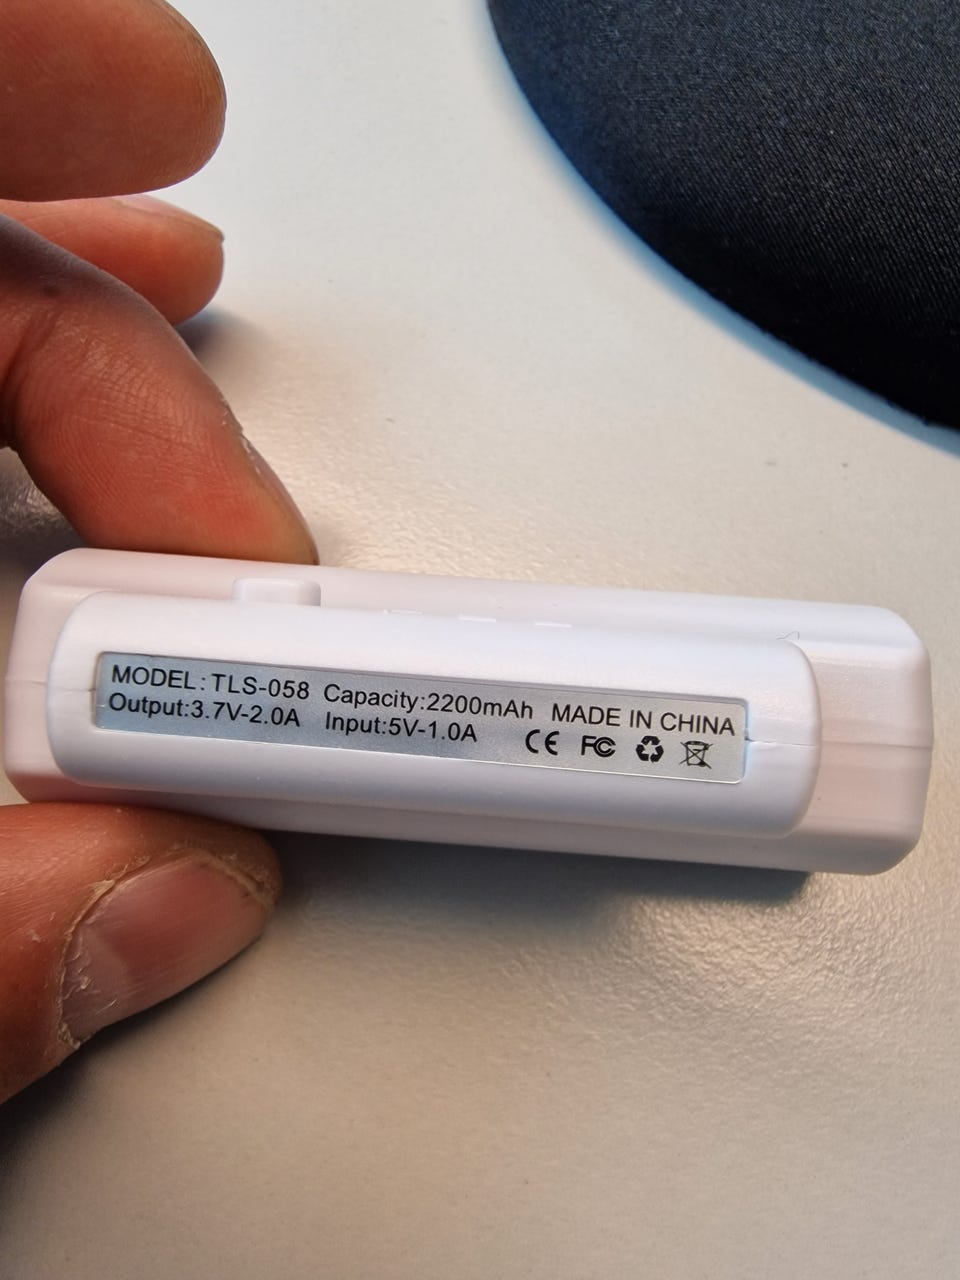 MODEL:TLS-058 Capacity:2200mAh MADE IN CHINA
Output:3.7V-2.0A Input:5V-1.0A CE FC